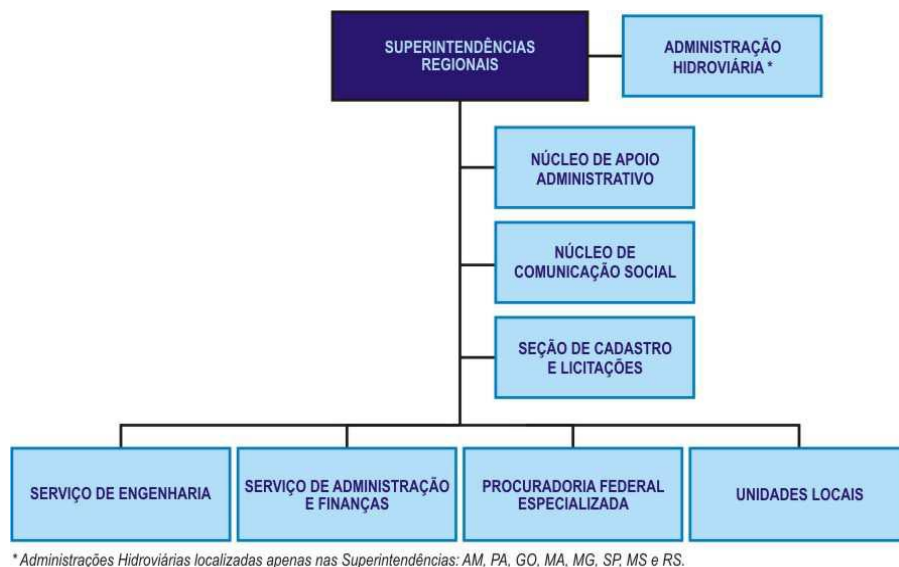 SUPERINTENDÊNCIAS
REGIONAIS
ADMINISTRAÇÃO
HIDROVIÁRIA *
NÚCLEO DE APOIO
ADMINISTRATIVO
NÚCLEO DE
COMUNICAÇÃO SOCIAL
SEÇÃO DE CADASTRO
E LICITAÇÕES
SERVIÇO DE ENGENHARIA
SERVIÇO DE ADMINISTRAÇÃO
E FINANÇAS
PROCURADORIA FEDERAL
ESPECIALIZADA
UNIDADES LOCAIS
* Administrações Hidroviárias localizadas apenas nas Superintendências: AM, PA, GO, MA, MG, SP, MS e RS.